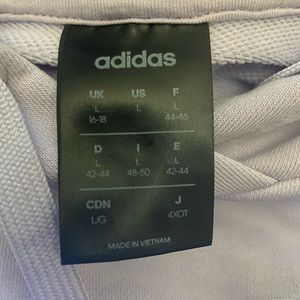 adidas
UK US F
L L L
16-18 44-46
D I E
L L L
42-44 48-50 42-44
CDN J
L/G 4XOT
MADE IN VIETNAM